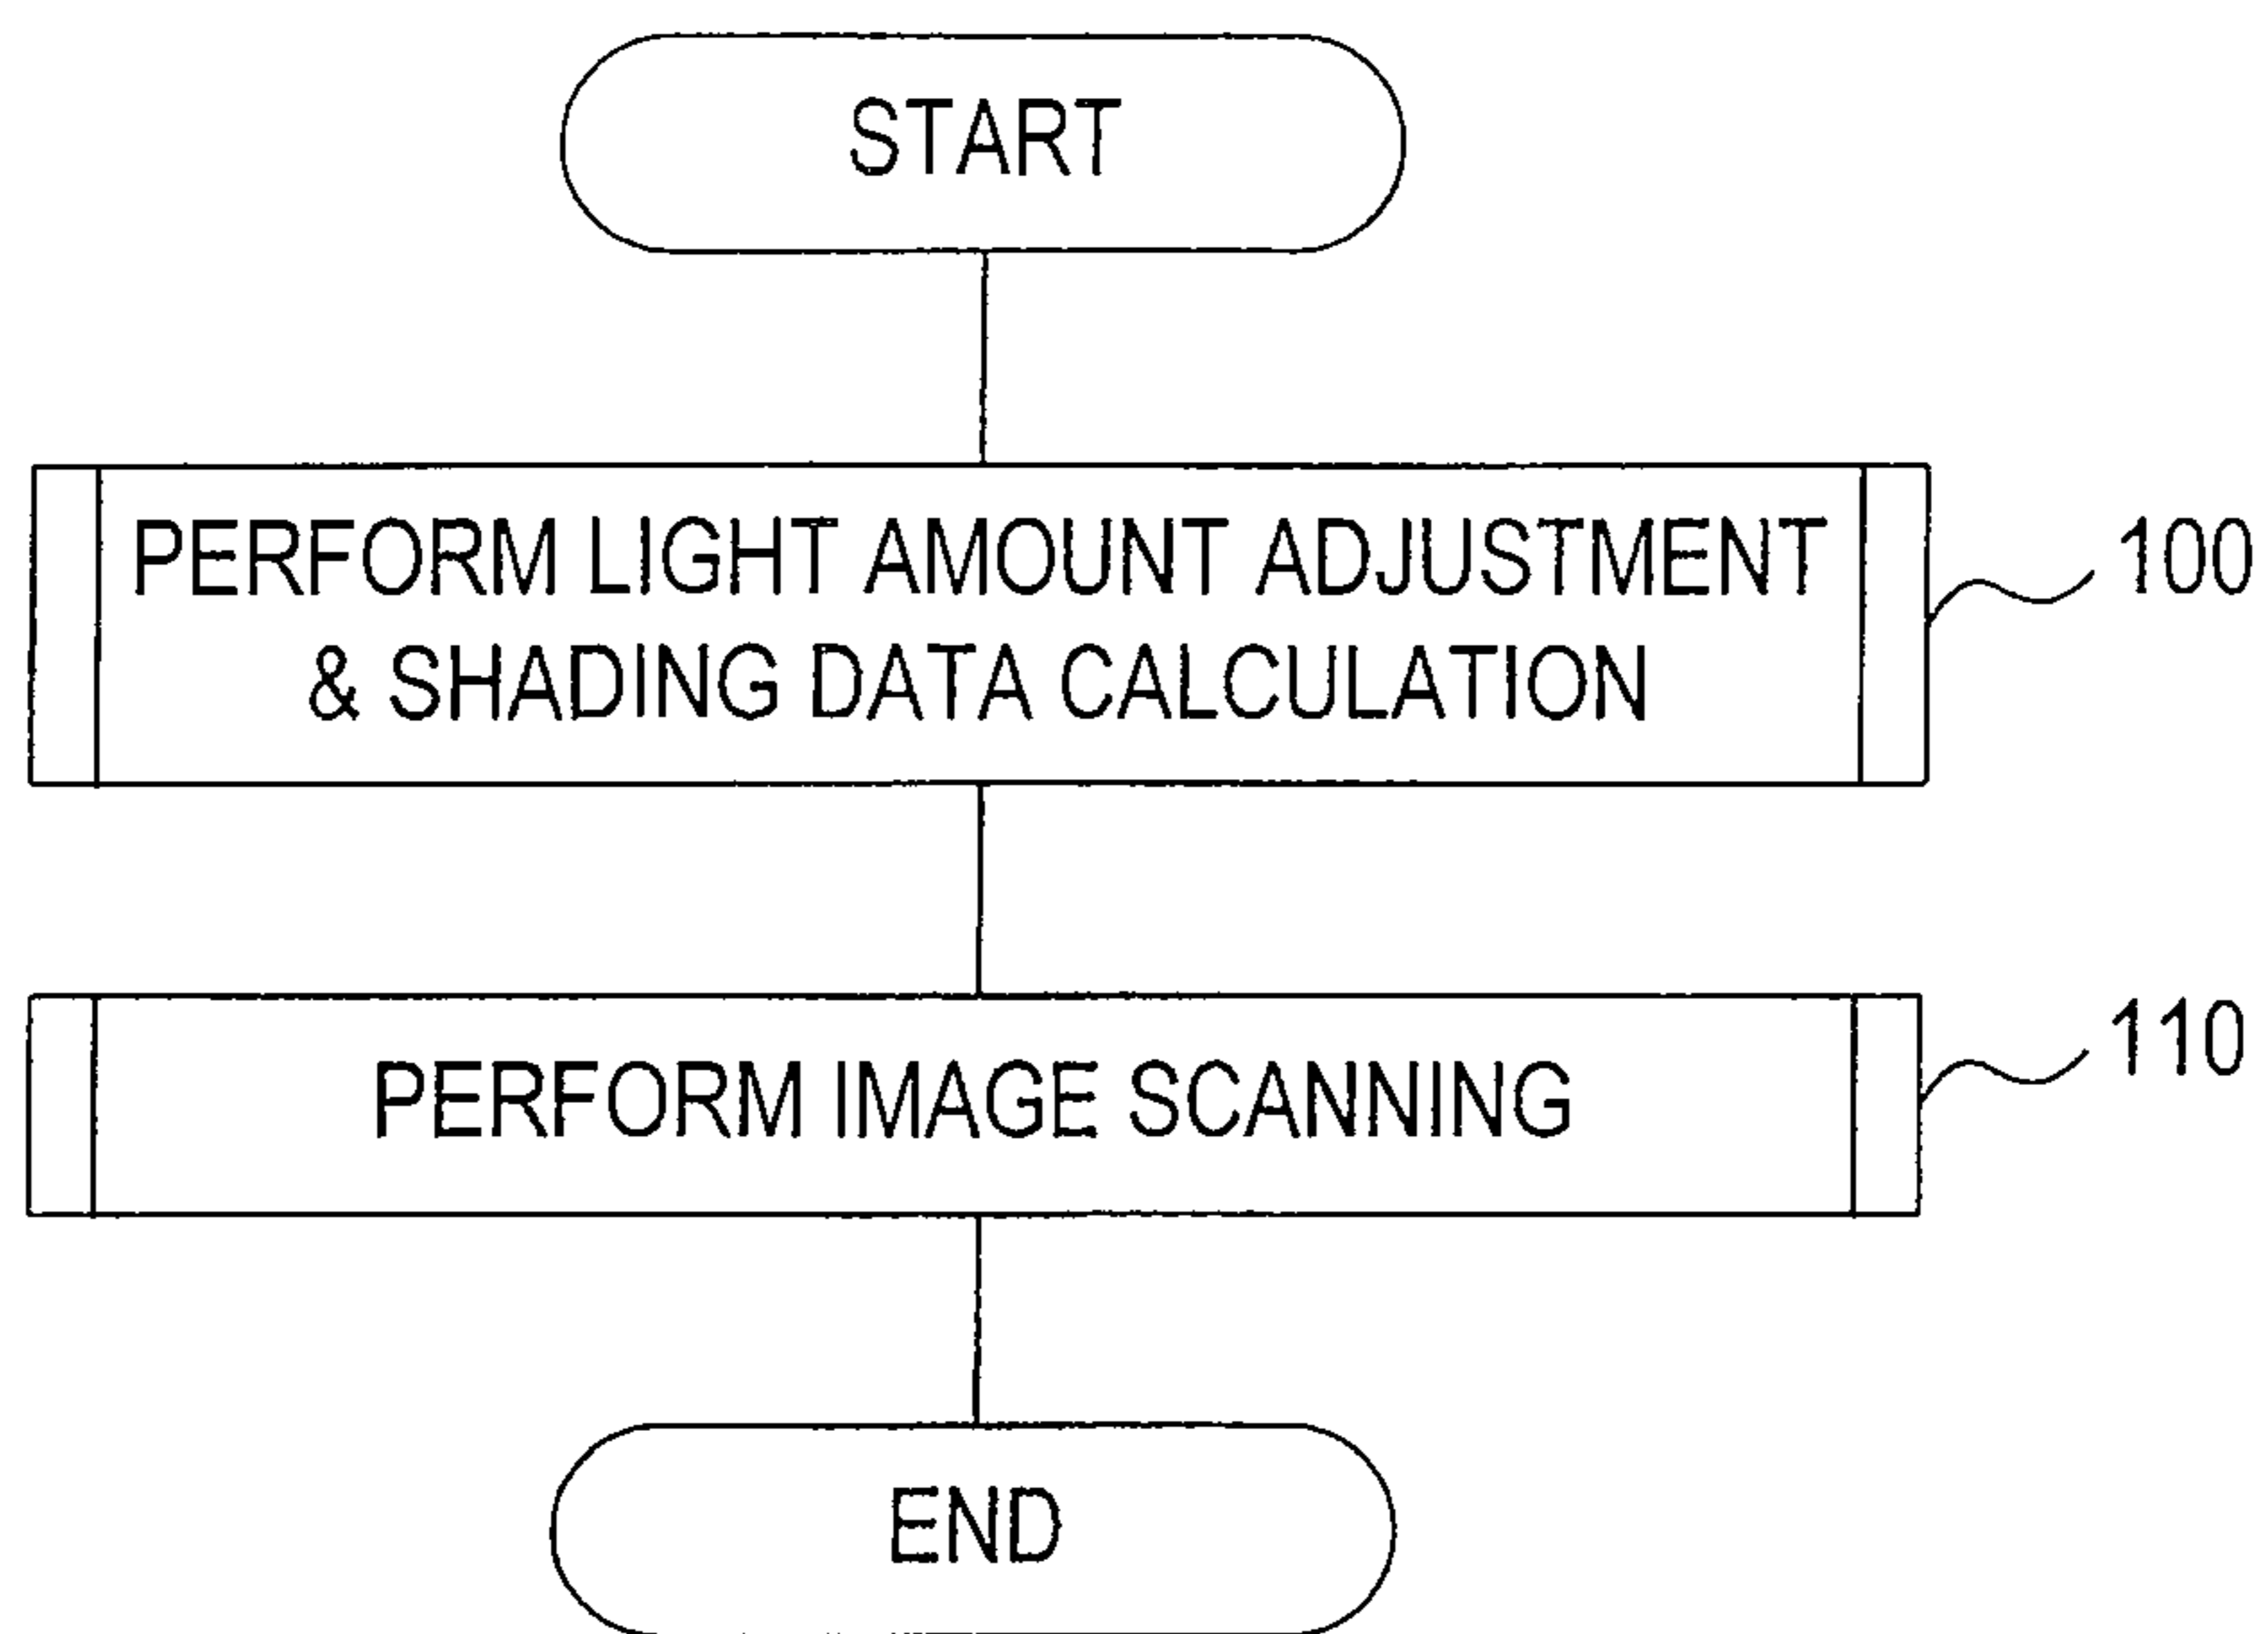 START
PERFORM LIGHT AMOUNT ADJUSTMENT
& SHADING DATA CALCULATION
100
PERFORM IMAGE SCANNING
110
END